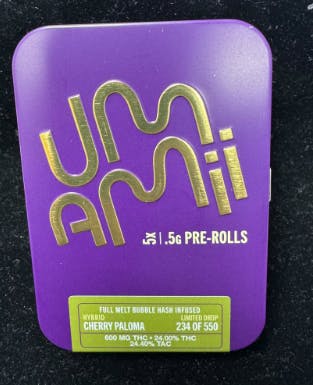 UM
AMii
5X | .5G PRE-ROLLS
FULL MELT BUBBLE HASH INFUSED
HYBRID LIMITED DROP
CHERRY PALOMA 234 OF 550
600 MG THC • 24.00% THC
24.40% TAC